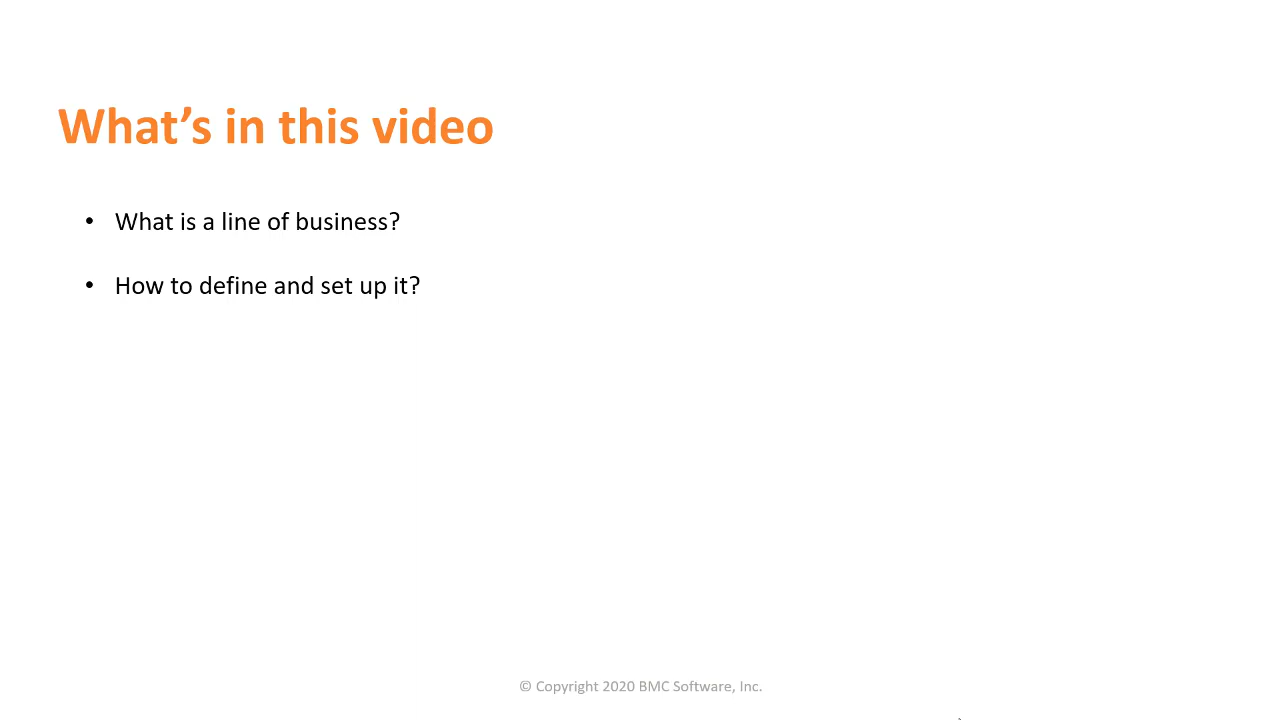 What’s in this video
• What is a line of business?
• How to define and set up it?
© Copyright 2020 BMC Software, Inc.